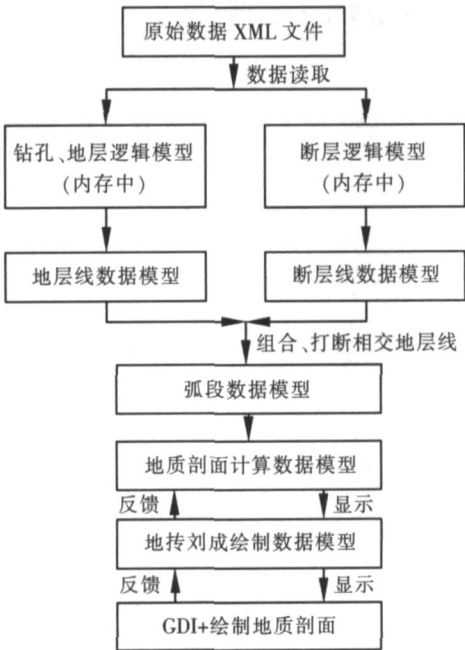 原始数据 XML 文件
数据读取
钻孔、地层逻辑模型
(内存中)
断层逻辑模型
(内存中)
地层线数据模型
断层线数据模型
组合、打断相交地层线
弧段数据模型
地质剖面计算数据模型
反馈
显示
地抟刘成绘制数据模型
反馈
显示
GDI+绘制地质剖面